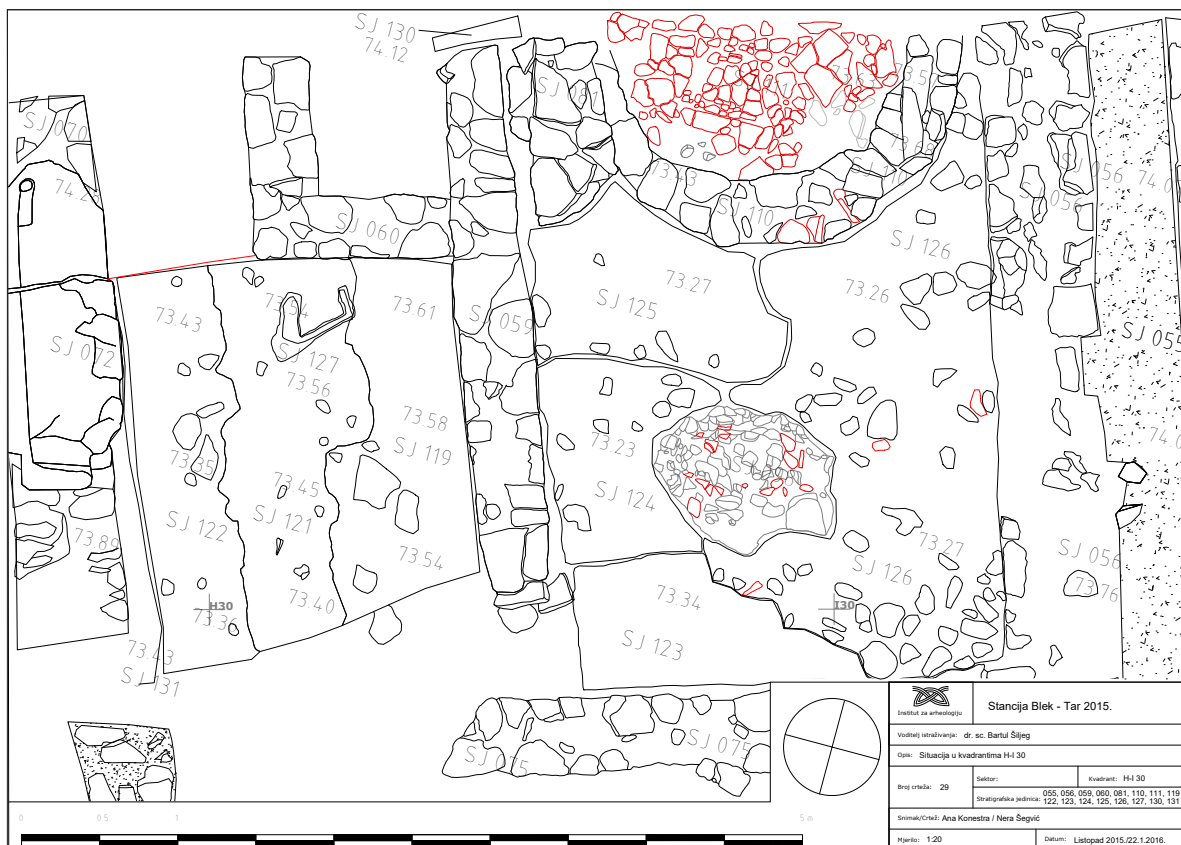 SJ 130
74.12
SJ 081
73.63
73.57
SJ 070
73.68
SJ 056
74.0
73.43
SJ 110
SJ 056
SJ 110
SJ 060
SJ 126
73.27
73.26
73.43
73.54
73.61
SJ 125
SJ 059
SJ 055
SJ 072
SJ 127
73.56
73.58
73.23
74.0
73.35
SJ 119
73.45
SJ 124
SJ 122
SJ 121
73.89
73.27
73.54
SJ 056
SJ 126
73.76
73.40
73.34
H30
I30
73.36
73.43
SJ 123
SJ 131
SJ 075
SJ 075
Institut za arheologiju
Stancija Blek - Tar 2015.
Voditelj istraživanja: dr. sc. Bartul Šiljeg
Opis: Situacija u kvadrantima H-I 30
Broj crteža: 29
Sektor:
Kvadrant: H-I 30
Stratigrafska jedinica: 055, 056, 059, 060, 081, 110, 111, 119
122, 123, 124, 125, 126, 127, 130, 131
Snimak/Crtež: Ana Konestra / Nera Šegvić
Mjerilo: 1:20
Datum: Listopad 2015./22.1.2016.
0 0.5 1 5 m